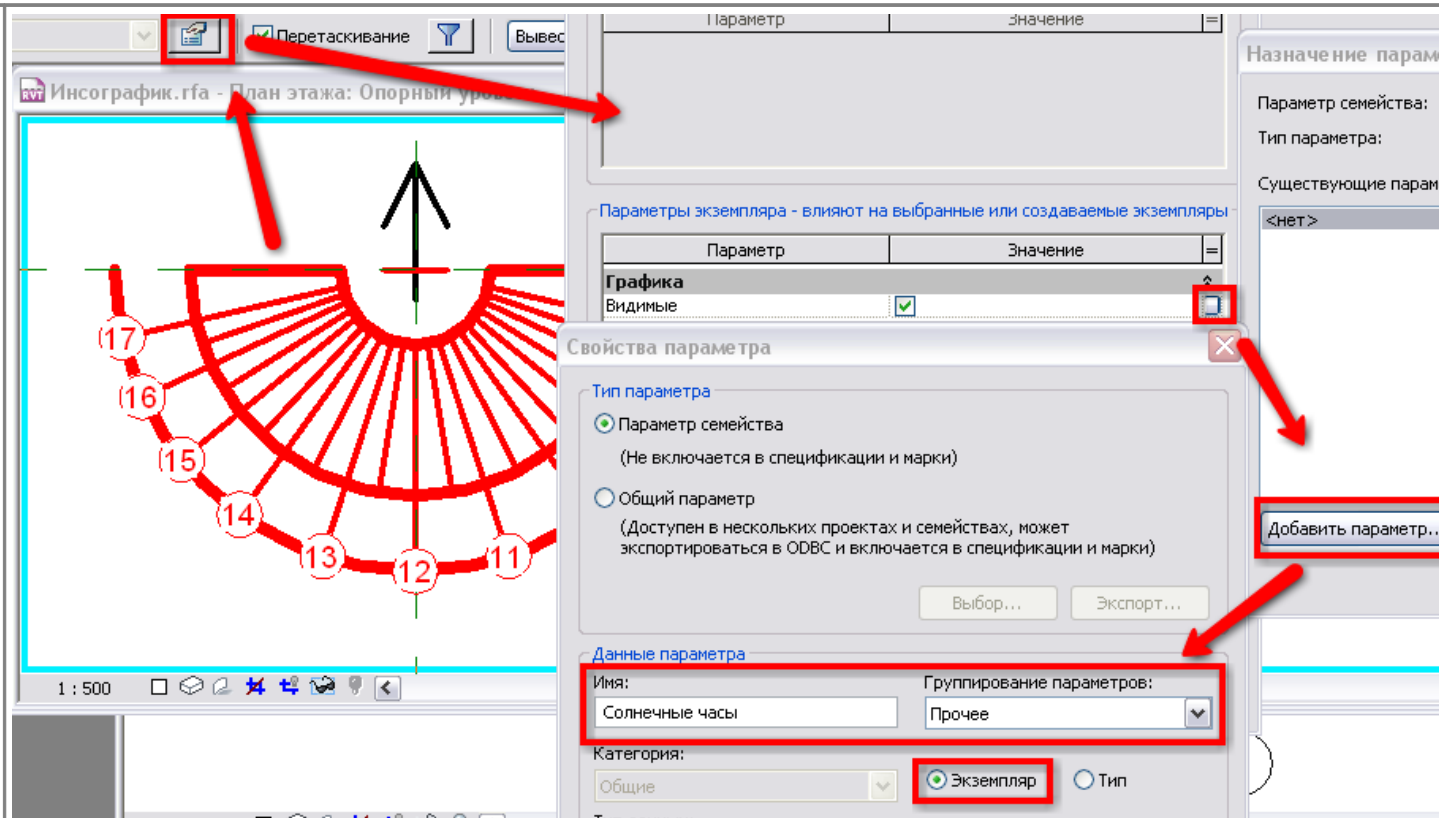 Перетаскивание
Параметр Значение =
Инсографик.rfa - План этажа: Опорный
Назначение
Параметр семейства:
Тип параметра:
Существующие
<нет>
Параметры экземпляра - влияют на выбранные или создаваемые экземпляры
Параметр Значение =
Графика
Видимые
17
16
15
14
13
12
11
Свойства параметра
Тип параметра
Параметр семейства
(Не включается в спецификации и марки)
Общий параметр
(Доступен в нескольких проектах и семействах, может
экспортироваться в ODBC и включается в спецификации и марки)
Выбор... Экспорт...
Добавить параметр..
Данные параметра
Имя: Группирование параметров:
Солнечные часы Прочее
Категория:
Общие
Экземпляр Тип
1 : 500